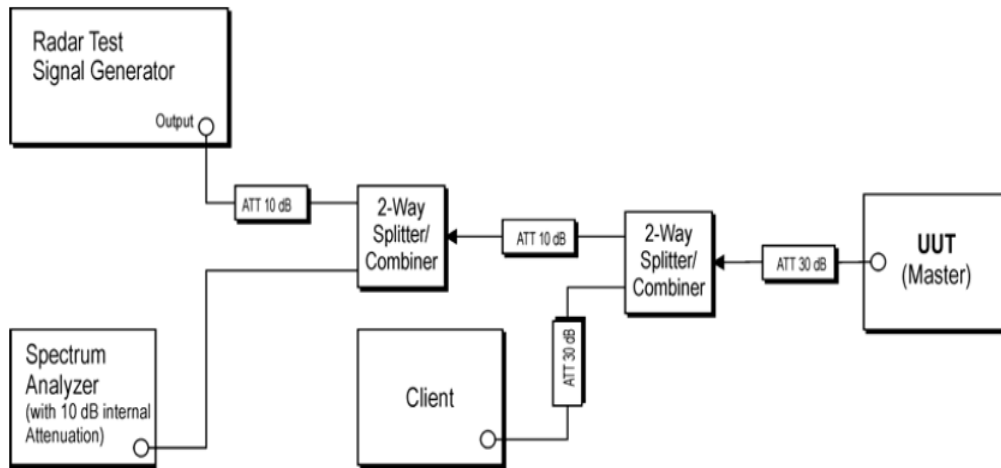 Radar Test
Signal Generator
Output
ATT 10 dB
2-Way
Splitter/
Combiner
ATT 10 dB
2-Way
Splitter/
Combiner
ATT 30 dB
UUT
(Master)
Spectrum
Analyzer
(with 10 dB internal
Attenuation)
Client
ATT 30 dB